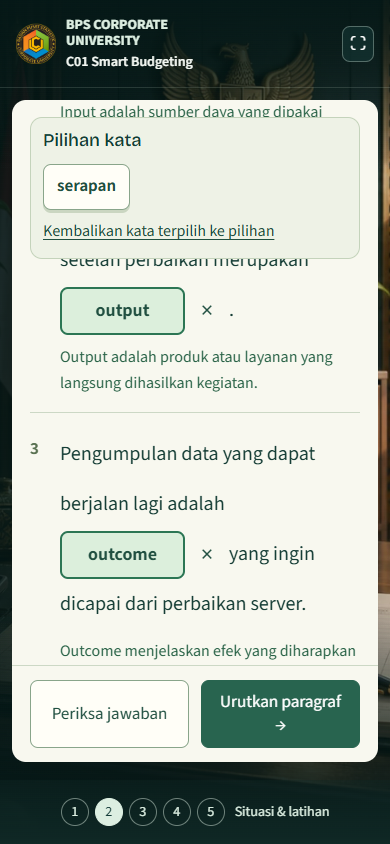 BPS CORPORATE
UNIVERSITY
C01 Smart Budgeting
Input adalah sumber daya yang dipakai
Pilihan kata
serapan
Kembalikan kata terpilih ke pilihan
setelah perbaikan merupakan
output × .
Output adalah produk atau layanan yang
langsung dihasilkan kegiatan.
3 Pengumpulan data yang dapat
berjalan lagi adalah
outcome × yang ingin
dicapai dari perbaikan server.
Outcome menjelaskan efek yang diharapkan
Periksa jawaban
Urutkan paragraf
→
1 2 3 4 5 Situasi & latihan